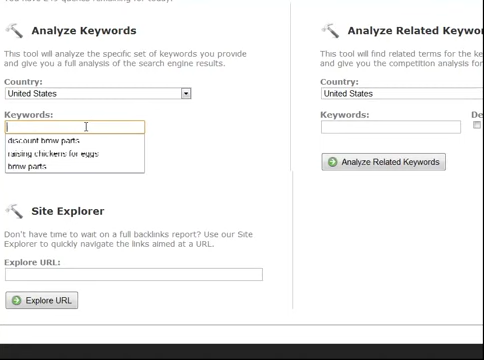 Analyze Keywords
This tool will analyze the specific set of keywords you provide
and give you a full analysis of the search engine results.
Country:
United States
Keywords:
discount bmw parts
raising chickens for eggs
bmw parts
Site Explorer
Don't have time to wait on a full backlinks report? Use our Site
Explorer to quickly navigate the links aimed at a URL.
Explore URL:
Explore URL
Analyze Related Keywor
This tool will find related terms for the ke
and give you the competition analysis fo
Country:
United States
Keywords:
De
Analyze Related Keywords